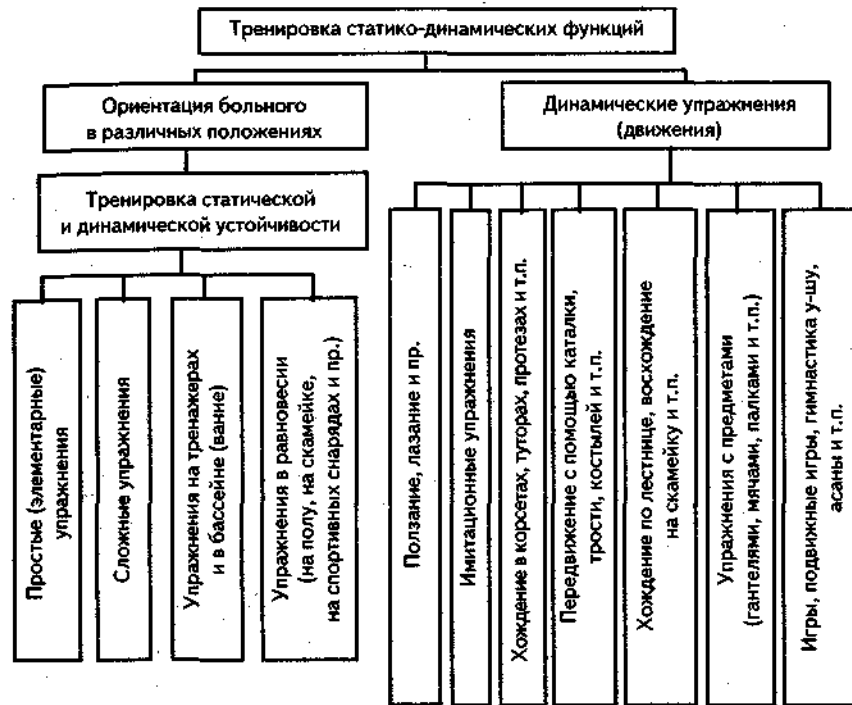 Тренировка статико-динамических функций
Ориентация больного
в различных положениях
Динамические упражнения
(движения)
Тренировка статической
и динамической устойчивости
Простые (элементарные)
упражнения
Сложные упражнения
Упражнения на тренажерах
и в бассейне (ванне)
Упражнения в равновесии
(на полу, на скамейке,
на спортивных снарядах и пр.)
Ползание, лазание и пр.
Имитационные упражнения
Хождение в корсетах, туторах, протезах и т.п.
Передвижение с помощью каталки,
трости, костылей и т.п.
Хождение по лестнице, восхождение
на скамейку и т.п.
Упражнения с предметами
(гантелями, мячами, палками и т.п.)
Игры, подвижные игры, гимнастика у-шу,
асаны и т.п.